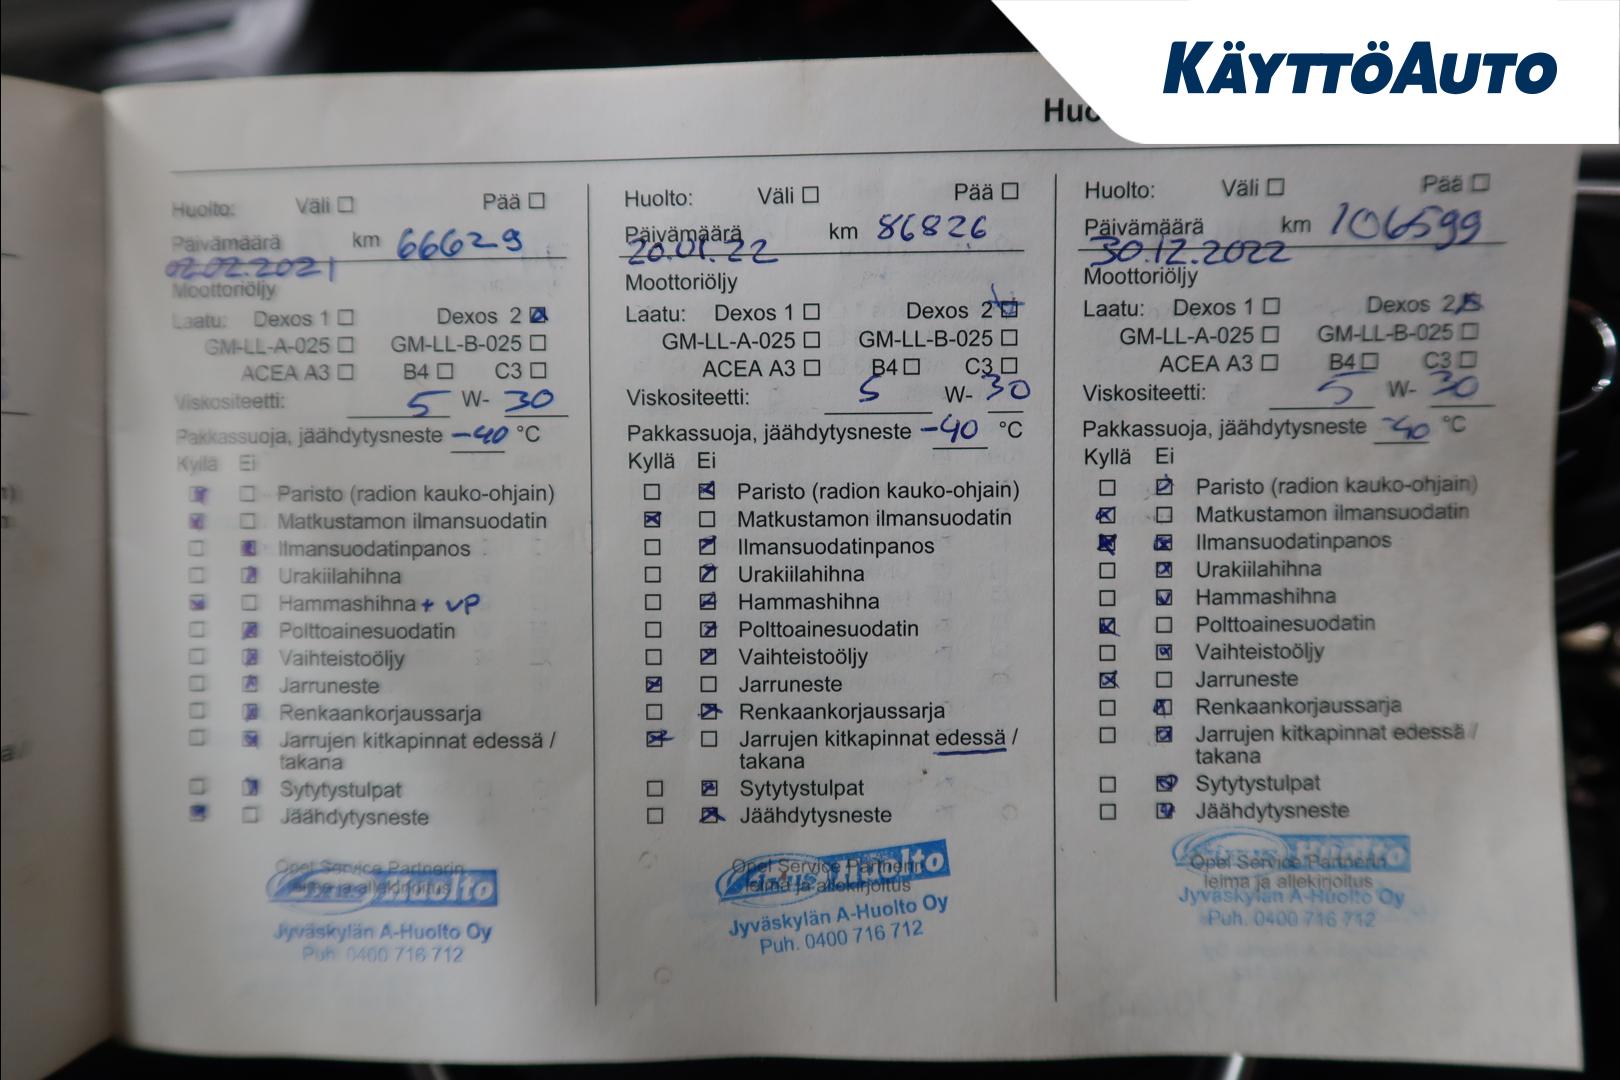 KÄYTTÖAUTO
Huolto: Väli ☐ Pää ☐
Päivämäärä km 66629
02.02.2021
Moottoriöljy
Laatu: Dexos 1 ☐ Dexos 2 ☒
GM-LL-A-025 ☐ GM-LL-B-025 ☐
ACEA A3 ☐ B4 ☐ C3 ☐
Viskositeetti: 5 W- 30
Pakkassuoja, jäähdytysneste -40 °C
Kyllä Ei
☒ ☐ Paristo (radion kauko-ohjain)
☒ ☐ Matkustamon ilmansuodatin
☐ ☒ Ilmansuodatinpanos
☐ ☒ Urakiilahihna
☒ ☐ Hammashihna + VP
☐ ☒ Polttoainesuodatin
☐ ☒ Vaihteistoöljy
☐ ☒ Jarruneste
☐ ☒ Renkaankorjaussarja
☐ ☒ Jarrujen kitkapinnat edessä /
takana
☐ ☒ Sytytystulpat
☒ ☐ Jäähdytysneste
Opel Service Partnerin
leima ja allekirjoitus
Huolto
Jyväskylän A-Huolto Oy
Puh. 0400 716 712
Huolto: Väli ☐ Pää ☐
Päivämäärä km 86826
20.01.22
Moottoriöljy
Laatu: Dexos 1 ☐ Dexos 2 ☒
GM-LL-A-025 ☐ GM-LL-B-025 ☐
ACEA A3 ☐ B4 ☐ C3 ☐
Viskositeetti: 5 W- 30
Pakkassuoja, jäähdytysneste -40 °C
Kyllä Ei
☐ ☒ Paristo (radion kauko-ohjain)
☒ ☐ Matkustamon ilmansuodatin
☐ ☒ Ilmansuodatinpanos
☐ ☒ Urakiilahihna
☐ ☒ Hammashihna
☐ ☒ Polttoainesuodatin
☐ ☒ Vaihteistoöljy
☒ ☐ Jarruneste
☐ ☒ Renkaankorjaussarja
☒ ☐ Jarrujen kitkapinnat edessä /
takana
☐ ☒ Sytytystulpat
☐ ☒ Jäähdytysneste
Opel Service Partnerin
leima ja allekirjoitus
Huolto
Jyväskylän A-Huolto Oy
Puh. 0400 716 712
Huolto: Väli ☐ Pää ☐
Päivämäärä km 106599
30.12.2022
Moottoriöljy
Laatu: Dexos 1 ☐ Dexos 2 ☒
GM-LL-A-025 ☐ GM-LL-B-025 ☐
ACEA A3 ☐ B4 ☐ C3 ☐
Viskositeetti: 5 W- 30
Pakkassuoja, jäähdytysneste -40 °C
Kyllä Ei
☐ ☒ Paristo (radion kauko-ohjain)
☒ ☐ Matkustamon ilmansuodatin
☒ ☒ Ilmansuodatinpanos
☐ ☒ Urakiilahihna
☐ ☒ Hammashihna
☒ ☐ Polttoainesuodatin
☐ ☒ Vaihteistoöljy
☒ ☐ Jarruneste
☐ ☒ Renkaankorjaussarja
☐ ☒ Jarrujen kitkapinnat edessä /
takana
☐ ☒ Sytytystulpat
☐ ☒ Jäähdytysneste
Opel Service Partnerin
leima ja allekirjoitus
Huolto
Jyväskylän A-Huolto Oy
Puh. 0400 716 712